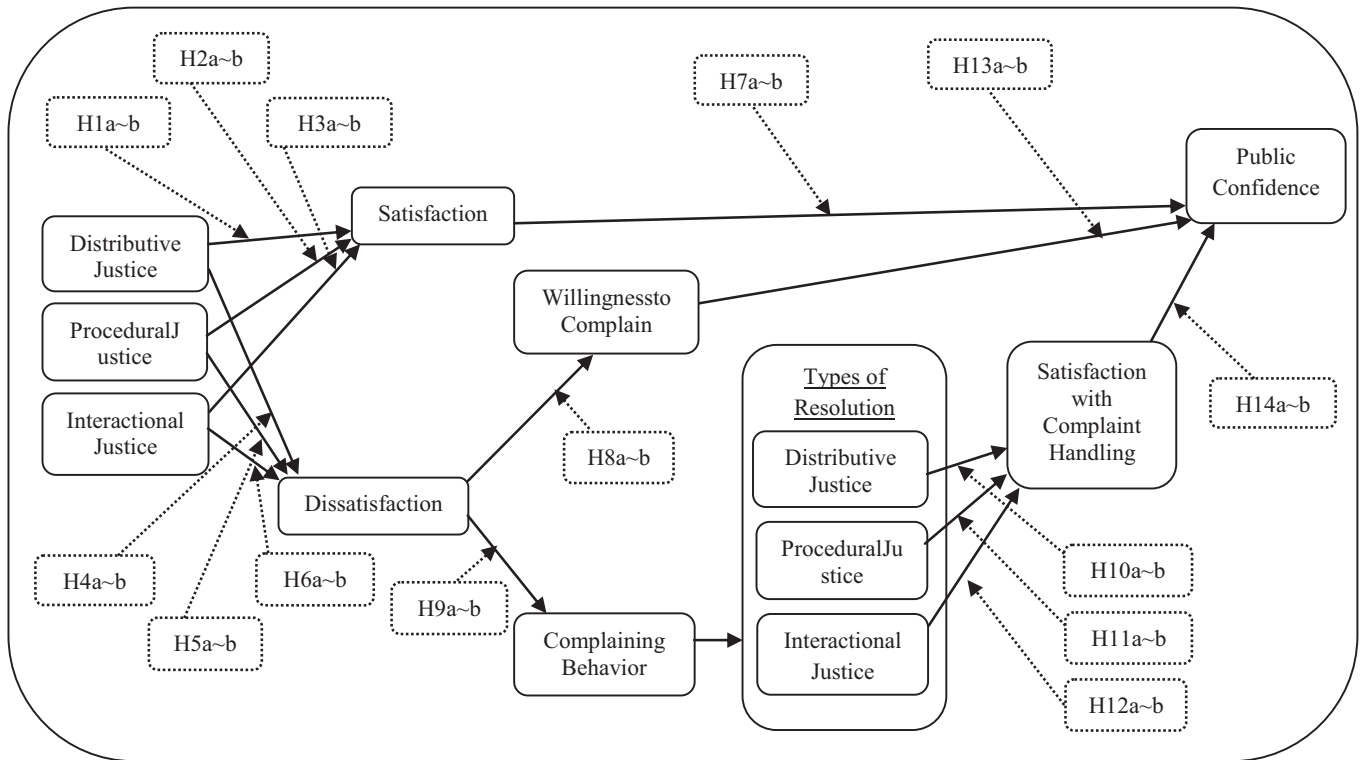 H2a~b
H13a~b
H7a~b
H1a~b
H3a~b
Public
Confidence
Satisfaction
Distributive
Justice
Willingnessto
Complain
ProceduralJ
ustice
Types of
Resolution
Satisfaction
with
Complaint
Handling
Interactional
Justice
H14a~b
H8a~b
Distributive
Justice
Dissatisfaction
ProceduralJu
stice
H4a~b
H6a~b
H10a~b
H9a~b
H5a~b
Complaining
Behavior
Interactional
Justice
H11a~b
H12a~b